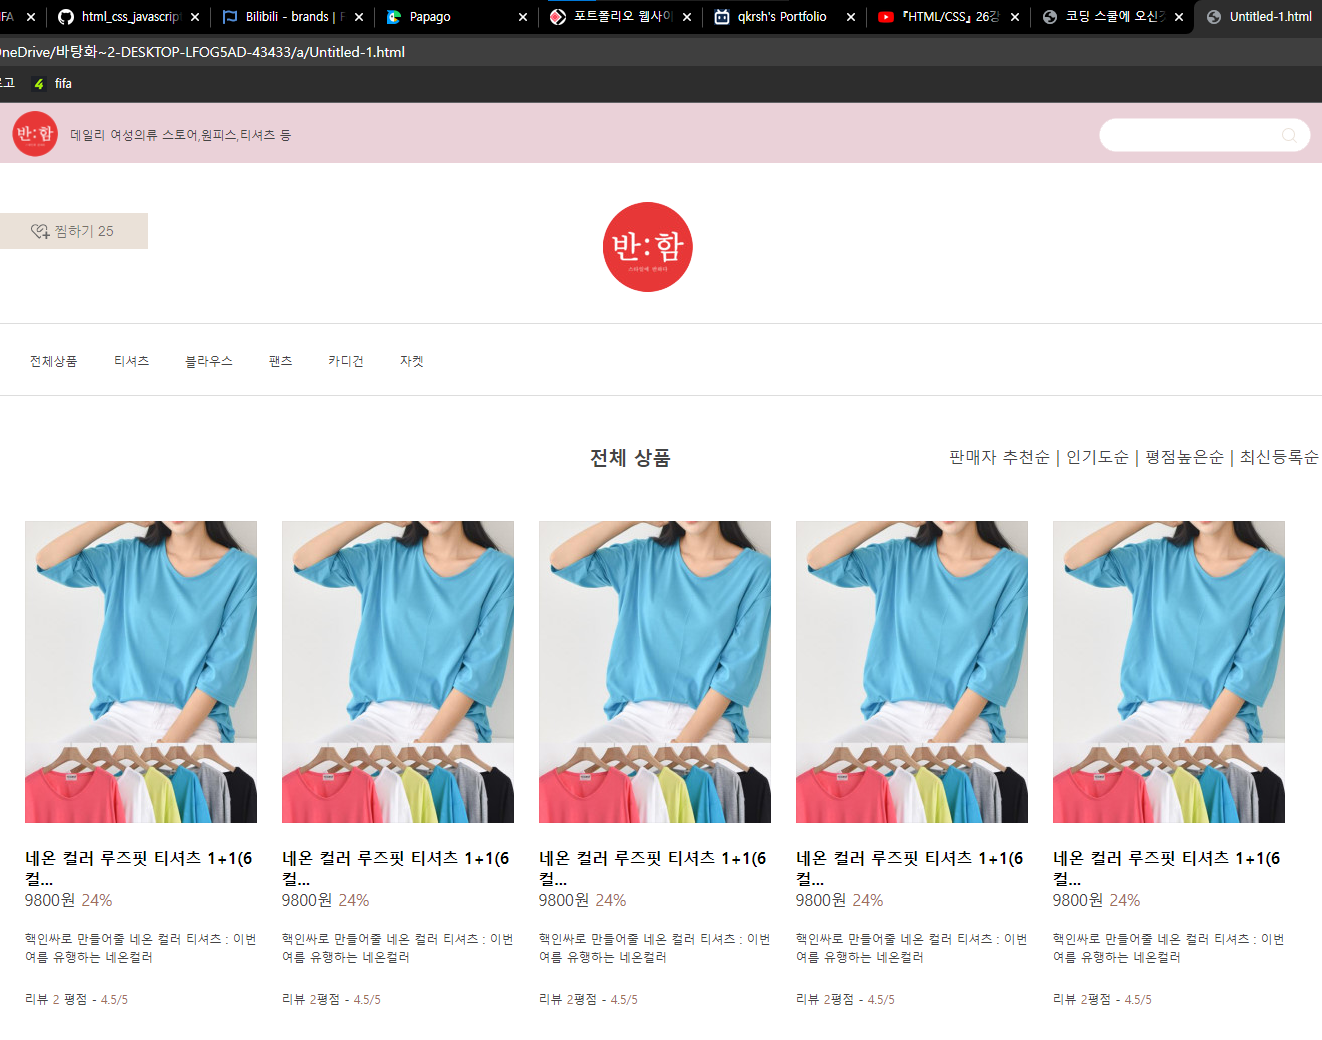 FA
html_css_javascript
Bilibili - brands | F
Papago
포트폴리오 웹사이
qkrsh's Portfolio
『HTML/CSS』 26강
코딩 스쿨에 오신
Untitled-1.html
OneDrive/바탕화~2-DESKTOP-LFOG5AD-43433/a/Untitled-1.html
로고
4 fifa
반:함
데일리 여성의류 스토어,원피스,티셔츠 등
찜하기 25
반:함
전체상품 티셔츠 블라우스 팬츠 카디건 자켓
전체 상품
판매자 추천순 | 인기도순 | 평점높은순 | 최신등록순
네온 컬러 루즈핏 티셔츠 1+1(6
컬...
9800원 24%
핵인싸로 만들어줄 네온 컬러 티셔츠 : 이번
여름 유행하는 네온컬러
리뷰 2 평점 - 4.5/5
네온 컬러 루즈핏 티셔츠 1+1(6
컬...
9800원 24%
핵인싸로 만들어줄 네온 컬러 티셔츠 : 이번
여름 유행하는 네온컬러
리뷰 2평점 - 4.5/5
네온 컬러 루즈핏 티셔츠 1+1(6
컬...
9800원 24%
핵인싸로 만들어줄 네온 컬러 티셔츠 : 이번
여름 유행하는 네온컬러
리뷰 2평점 - 4.5/5
네온 컬러 루즈핏 티셔츠 1+1(6
컬...
9800원 24%
핵인싸로 만들어줄 네온 컬러 티셔츠 : 이번
여름 유행하는 네온컬러
리뷰 2평점 - 4.5/5
네온 컬러 루즈핏 티셔츠 1+1(6
컬...
9800원 24%
핵인싸로 만들어줄 네온 컬러 티셔츠 : 이번
여름 유행하는 네온컬러
리뷰 2평점 - 4.5/5